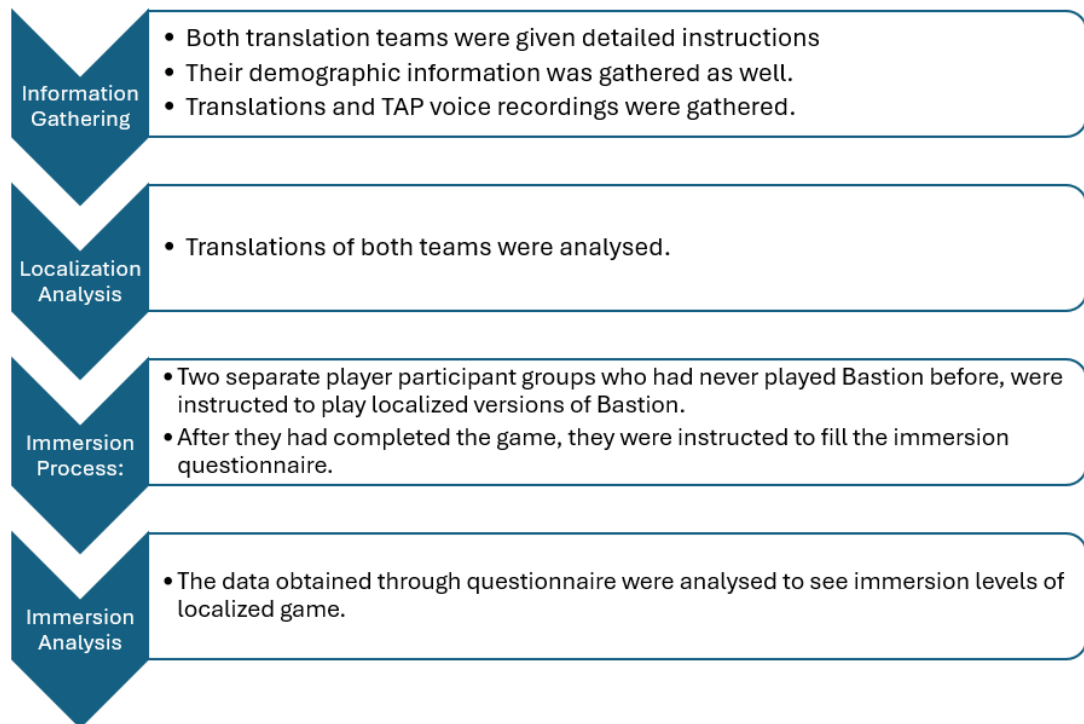 Information
Gathering
• Both translation teams were given detailed instructions
• Their demographic information was gathered as well.
• Translations and TAP voice recordings were gathered.
Localization
Analysis
• Translations of both teams were analysed.
Immersion
Process:
• Two separate player participant groups who had never played Bastion before, were
instructed to play localized versions of Bastion.
• After they had completed the game, they were instructed to fill the immersion
questionnaire.
Immersion
Analysis
• The data obtained through questionnaire were analysed to see immersion levels of
localized game.